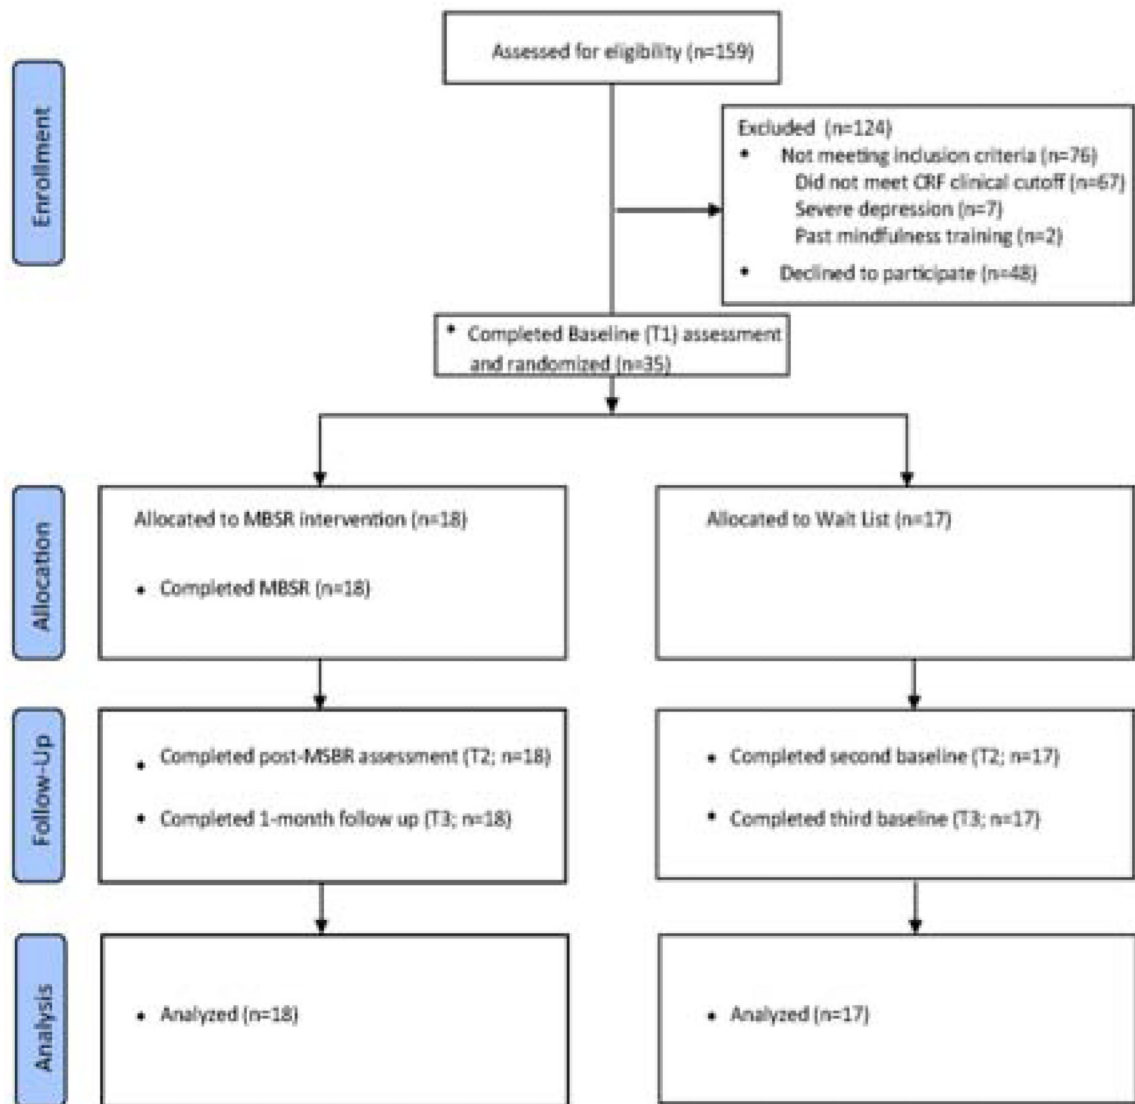 Assessed for eligibility (n=159)
Enrollment
Excluded (n=124)
• Not meeting inclusion criteria (n=76)
Did not meet CRF clinical cutoff (n=67)
Severe depression (n=7)
Past mindfulness training (n=2)
• Declined to participate (n=48)
• Completed Baseline (T1) assessment
and randomized (n=35)
Allocation
Allocated to MBSR intervention (n=18)
• Completed MBSR (n=18)
Allocated to Wait List (n=17)
Follow-Up
• Completed post-MSBR assessment (T2; n=18)
• Completed 1-month follow up (T3; n=18)
• Completed second baseline (T2; n=17)
• Completed third baseline (T3; n=17)
Analysis
• Analyzed (n=18)
• Analyzed (n=17)